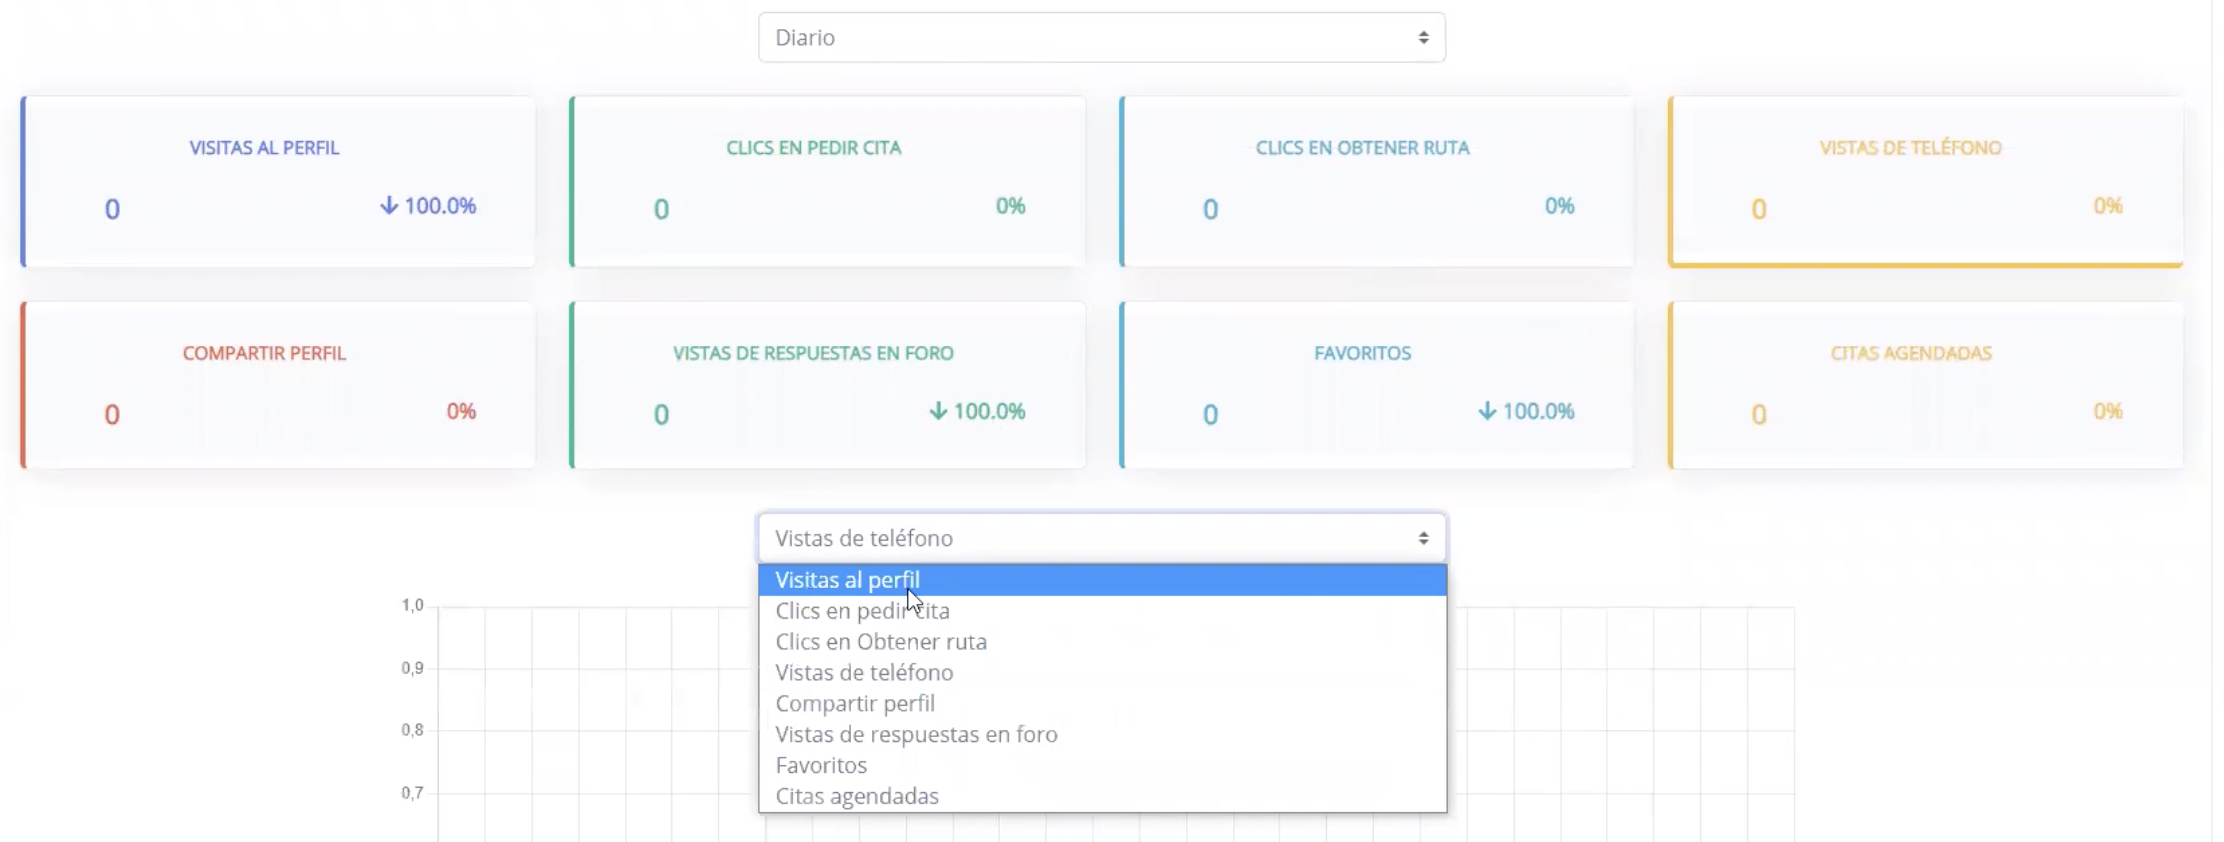 Diario
VISITAS AL PERFIL
0
↓ 100.0%
CLICS EN PEDIR CITA
0
0%
CLICS EN OBTENER RUTA
0
0%
VISTAS DE TELÉFONO
0
0%
COMPARTIR PERFIL
0
0%
VISTAS DE RESPUESTAS EN FORO
0
↓ 100.0%
FAVORITOS
0
↓ 100.0%
CITAS AGENDADAS
0
0%
Vistas de teléfono
Visitas al perfil
Clics en pedir cita
Clics en Obtener ruta
Vistas de teléfono
Compartir perfil
Vistas de respuestas en foro
Favoritos
Citas agendadas
1,0
0,9
0,8
0,7